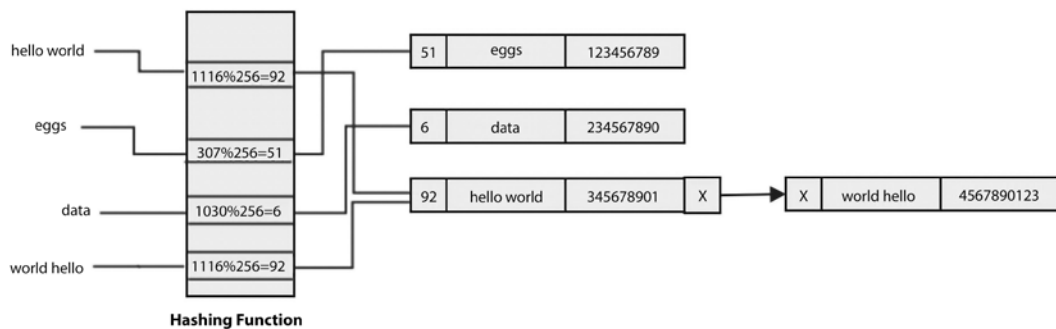 hello world
1116%256=92
51 eggs 123456789
eggs
307%256=51
6 data 234567890
data
1030%256=6
92 hello world 345678901 X
X world hello 4567890123
world hello
1116%256=92
Hashing Function